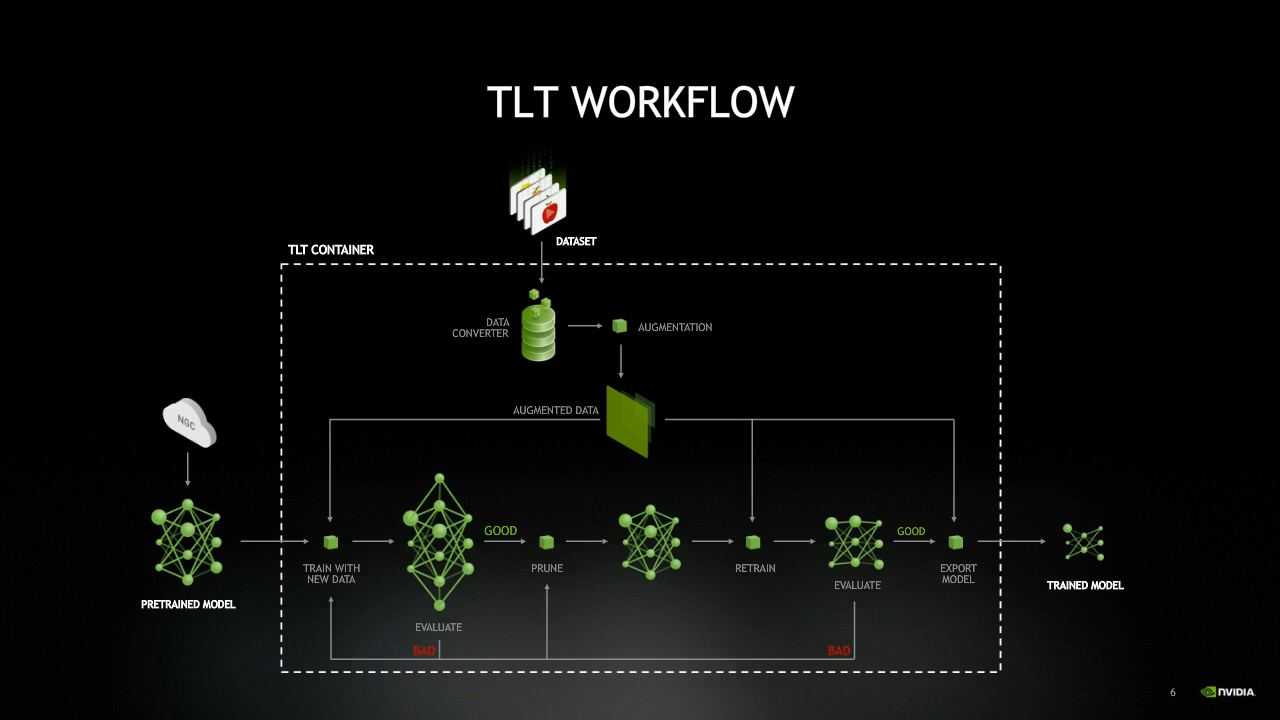 TLT WORKFLOW
DATASET
TLT CONTAINER
DATA
CONVERTER
AUGMENTATION
AUGMENTED DATA
NGC
GOOD
GOOD
TRAIN WITH
NEW DATA
PRUNE
RETRAIN
EXPORT
MODEL
EVALUATE
TRAINED MODEL
PRETRAINED MODEL
EVALUATE
BAD
BAD
6
NVIDIA